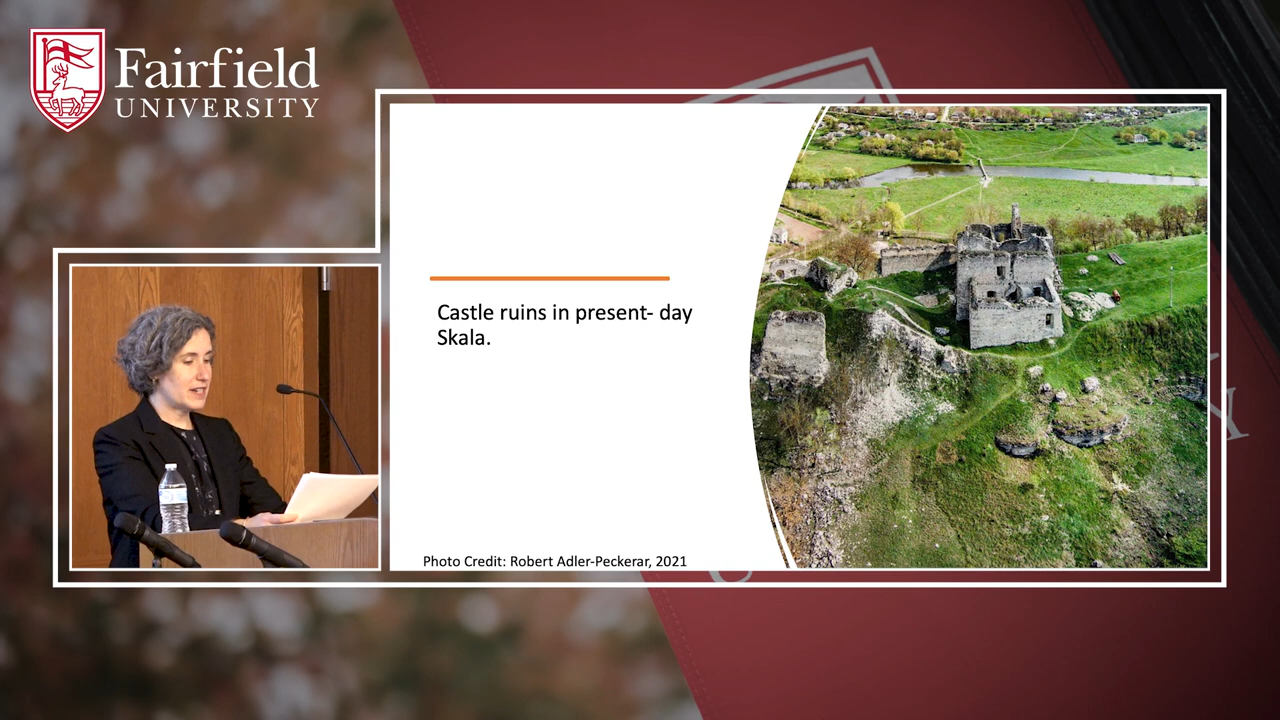 Fairfield
UNIVERSITY
Castle ruins in present- day
Skala.
Photo Credit: Robert Adler-Peckerar, 2021